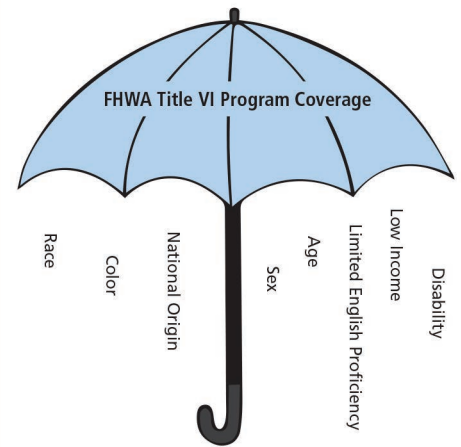 FHWA Title VI Program Coverage
Race
Color
National Origin
Sex
Age
Limited English Proficiency
Low Income
Disability